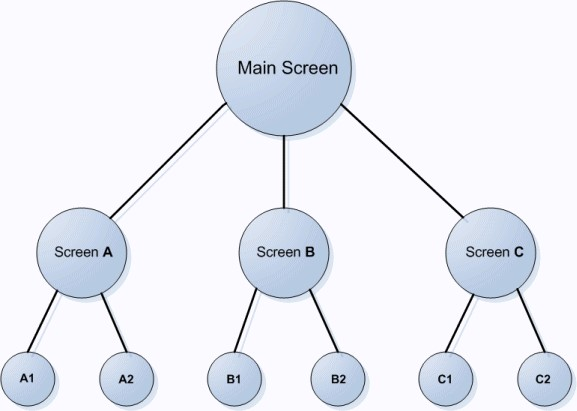 Main Screen
Screen A
Screen B
Screen C
A1
A2
B1
B2
C1
C2